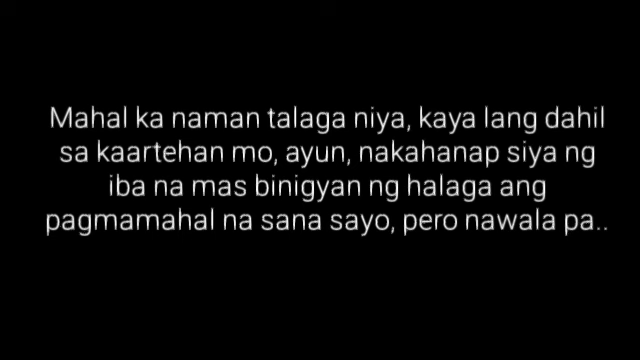 Mahal ka naman talaga niya, kaya lang dahil
sa kaartehan mo, ayun, nakahanap siya ng
iba na mas binigyan ng halaga ang
pagmamahal na sana sayo, pero nawala pa..